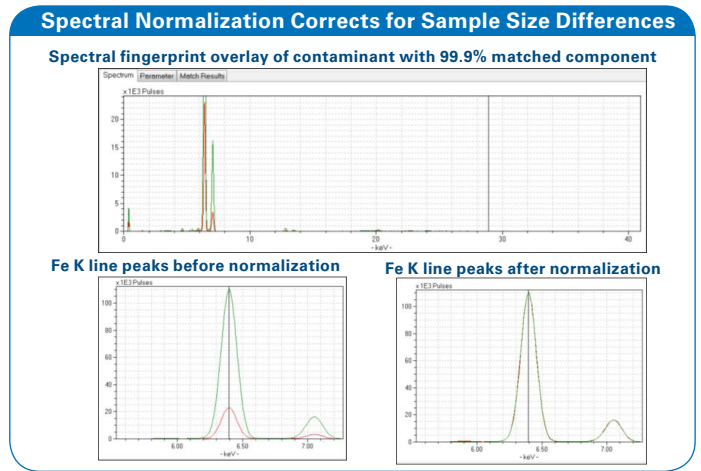 Spectral Normalization Corrects for Sample Size Differences
Spectral fingerprint overlay of contaminant with 99.9% matched component
Spectrum Parameter Match Results
x 1E3 Pulses
20
15
10
5
0
0 10 20 30 40
- keV -
Fe K line peaks before normalization
x 1E3 Pulses
100
80
60
40
20
0
6.00 6.50 7.00
- keV -
Fe K line peaks after normalization
x 1E3 Pulses
100
80
60
40
20
0
6.00 6.50 7.00
- keV -